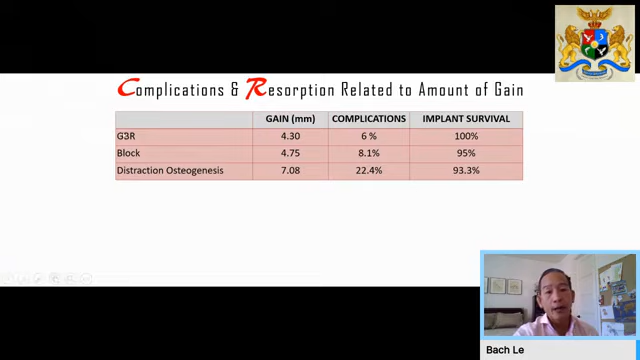 Complications & Resorption Related to Amount of Gain
GAIN (mm) COMPLICATIONS IMPLANT SURVIVAL
G3R 4.30 6 % 100%
Block 4.75 8.1% 95%
Distraction Osteogenesis 7.08 22.4% 93.3%
Bach Le